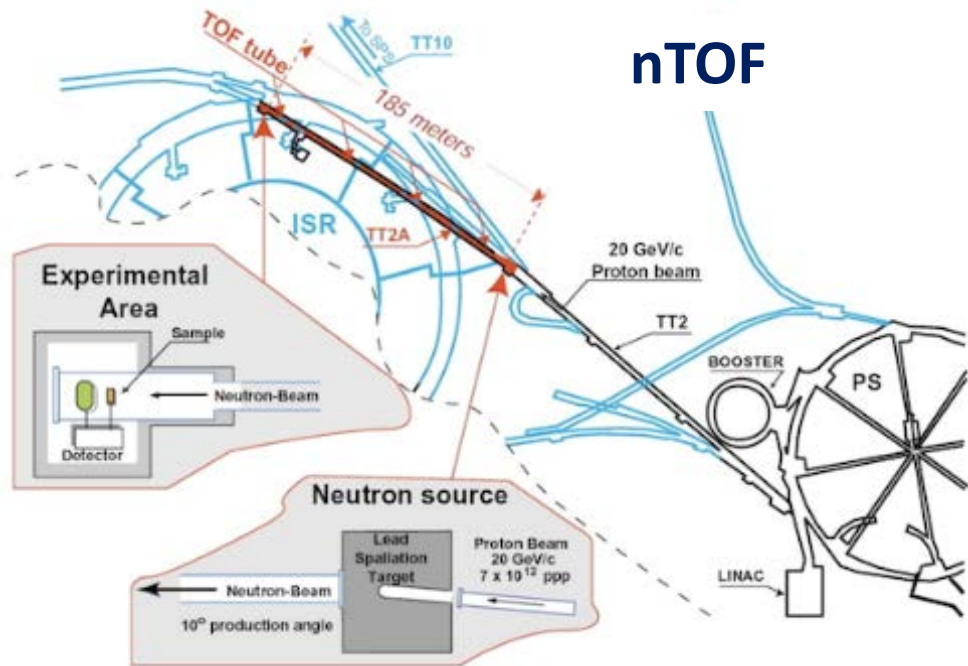 nTOF
To SPS
TT10
TOF tube
185 meters
ISR
TT2A
20 GeV/c
Proton beam
TT2
BOOSTER
PS
LINAC
Experimental
Area
Sample
Neutron-Beam
Detector
Neutron source
Lead
Spallation
Target
Proton Beam
20 GeV/c
7 x 10¹² ppp
Neutron-Beam
10° production angle